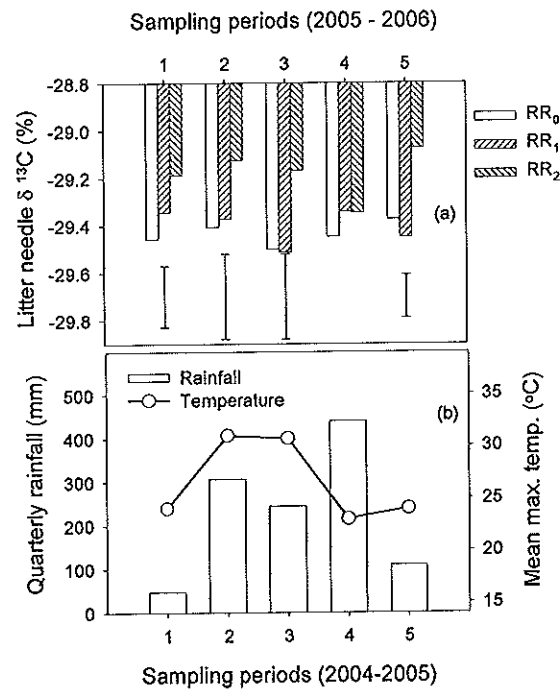 Sampling periods (2005 - 2006)
1 2 3 4 5
-28.8
-29.0
-29.2
-29.4
-29.6
-29.8
Litter needle δ ¹³C (%)
RR₀
RR₁
RR₂
(a)
Rainfall
Temperature
(b)
500
400
300
200
100
0
Quarterly rainfall (mm)
35
30
25
20
15
Mean max. temp. (°C)
1 2 3 4 5
Sampling periods (2004-2005)